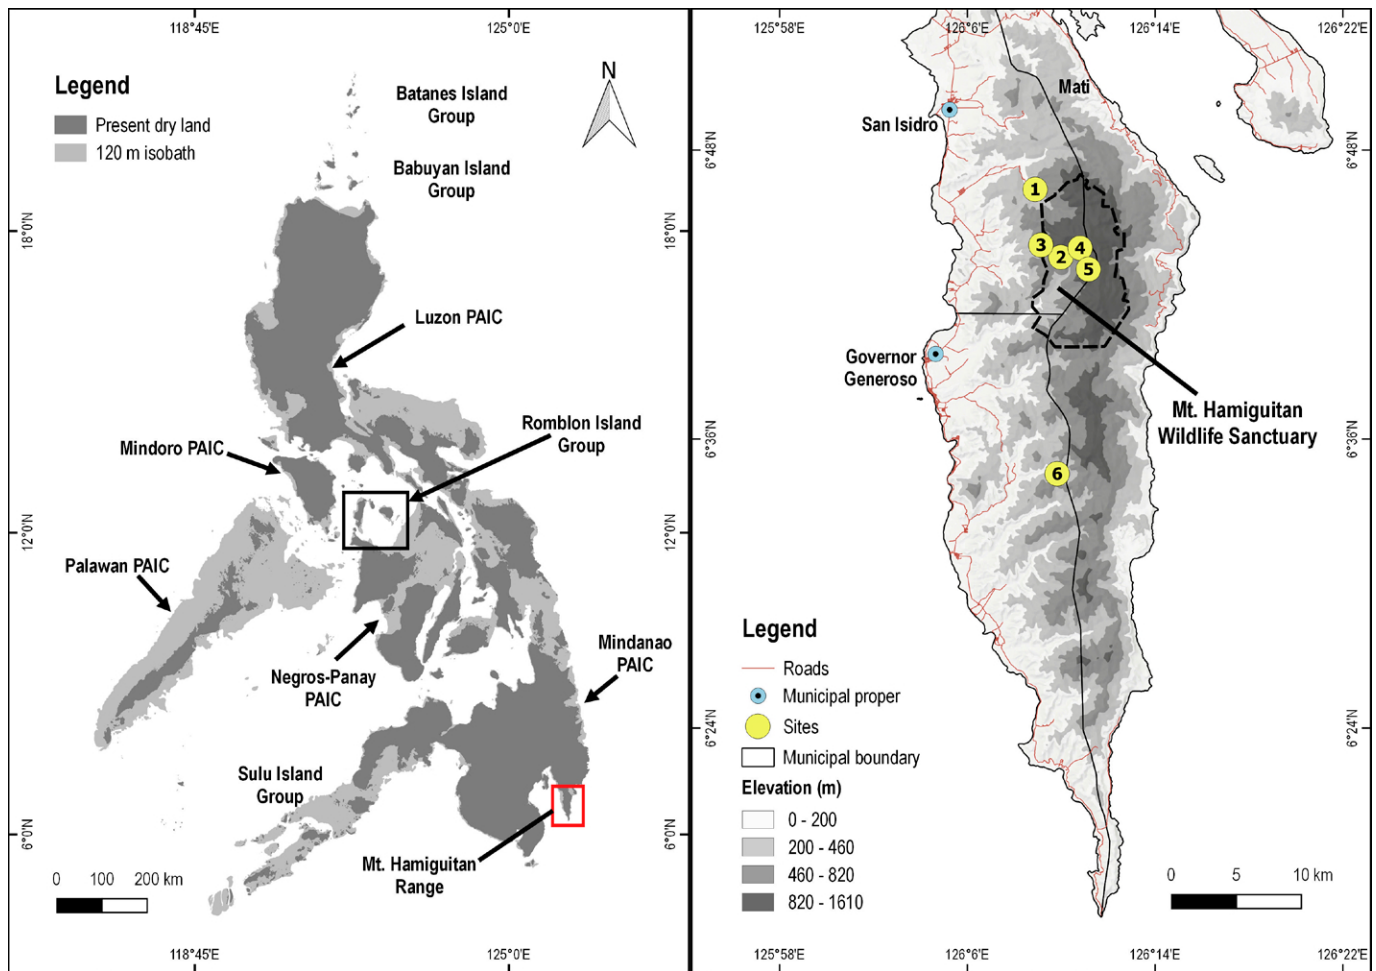 118°45'E
125°0'E
Legend
Present dry land
120 m isobath
N
Batanes Island
Group
Babuyan Island
Group
18°0'N
18°0'N
Luzon PAIC
Romblon Island
Group
Mindoro PAIC
12°0'N
12°0'N
Palawan PAIC
Mindanao
PAIC
Negros-Panay
PAIC
Sulu Island
Group
6°0'N
6°0'N
Mt. Hamiguitan
Range
0 100 200 km
118°45'E
125°0'E
125°58'E
126°6'E
126°14'E
126°22'E
Mati
San Isidro
6°48'N
6°48'N
1
3
4
2
5
Governor
Generoso
Mt. Hamiguitan
Wildlife Sanctuary
6°36'N
6°36'N
6
Legend
Roads
Municipal proper
Sites
Municipal boundary
Elevation (m)
0 - 200
200 - 460
460 - 820
820 - 1610
6°24'N
6°24'N
0 5 10 km
125°58'E
126°6'E
126°14'E
126°22'E